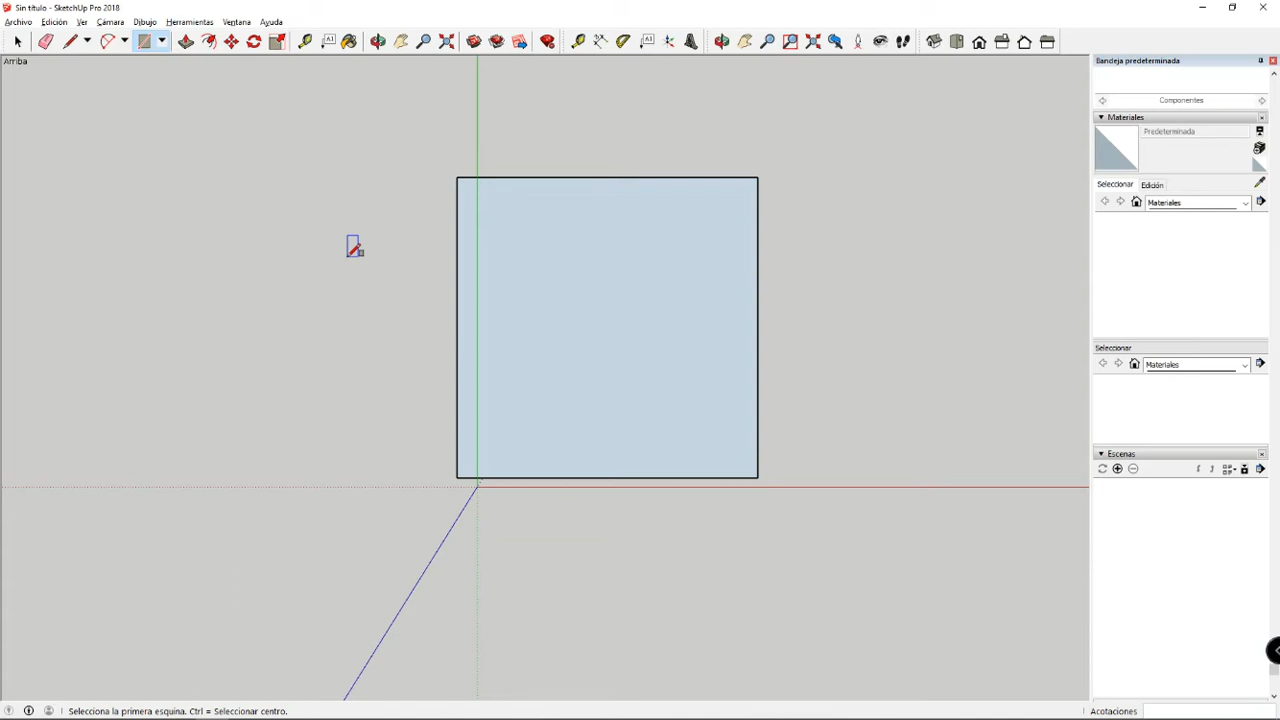 Sin título - SketchUp Pro 2018
Archivo Edición Ver Cámara Dibujo Herramientas Ventana Ayuda
Arriba
Bandeja predeterminada
Componentes
Materiales
Predeterminada
Seleccionar Edición
Materiales
Seleccionar
Materiales
Escenas
Selecciona la primera esquina. Ctrl = Seleccionar centro.
Acotaciones